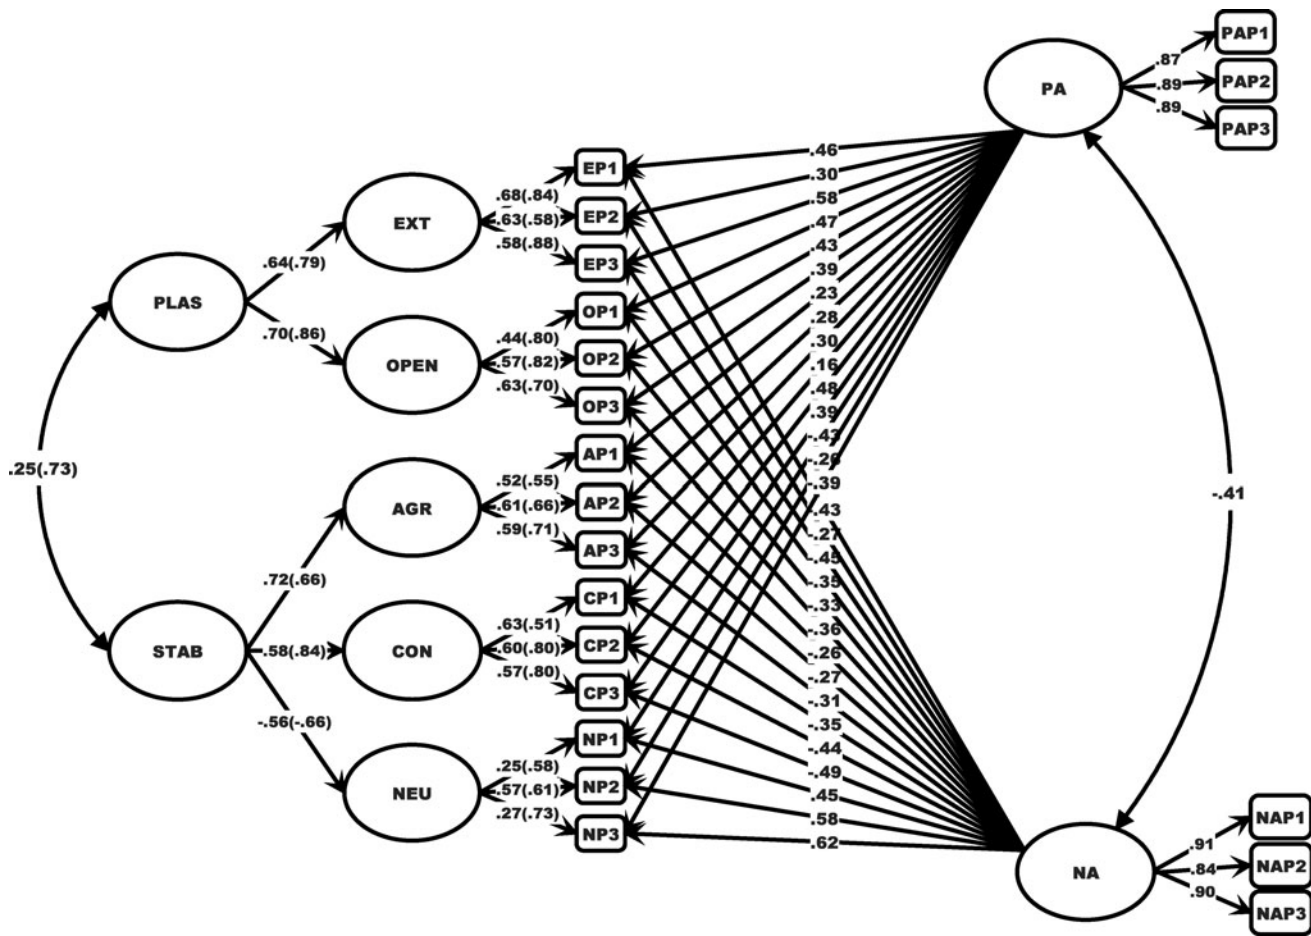 PAP1
.87
PA
PAP2
.89
.89
PAP3
.46
EP1
.30
.68(.84)
.58
EXT
.63(.58)
EP2
.47
.58(.88)
.43
.64(.79)
EP3
.39
PLAS
.23
OP1
.28
.70(.86)
.44(.80)
.30
OPEN
.57(.82)
OP2
.16
.63(.70)
.48
OP3
.39
-.43
AP1
-.26
.25(.73)
.52(.55)
-.39
-.41
AGR
.61(.66)
AP2
-.43
.59(.71)
-.27
AP3
-.45
.72(.66)
-.35
CP1
-.33
.63(.51)
-.36
STAB
.58(.84)
CON
.60(.80)
CP2
-.26
.57(.80)
-.27
CP3
-.31
-.56(-.66)
-.35
NP1
-.44
.25(.58)
-.49
NEU
.57(.61)
NP2
.45
.27(.73)
.58
NP3
.62
NAP1
.91
NA
.84
NAP2
.90
NAP3